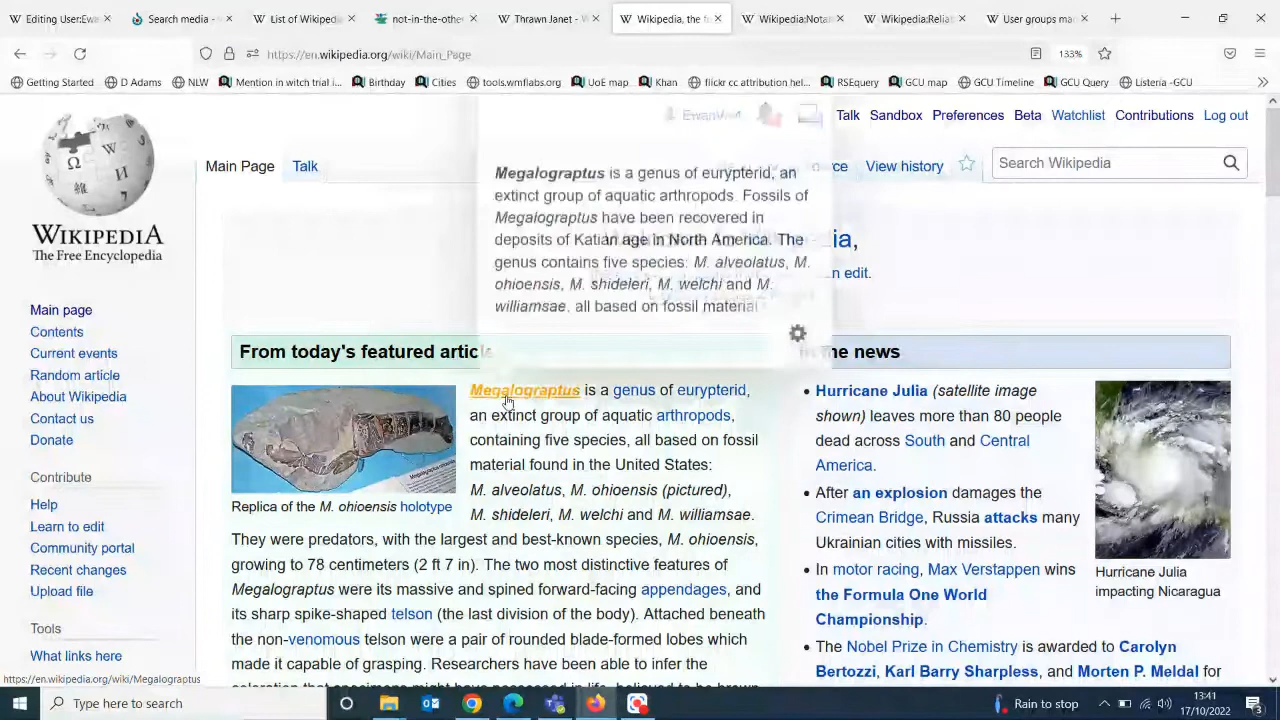 Editing User:Ewa
Search media -
List of Wikiped
not-in-the-othe
Thrawn Janet - W
Wikipedia, the f
Wikipedia:Nota
Wikipedia:Relia
User groups ma
https://en.wikipedia.org/wiki/Main_Page
133%
Getting Started
D Adams
NLW
Mention in witch trial i...
Birthday
Cities
tools.wmflabs.org
UoE map
Khan
flickr cc attribution hel...
RSEquery
GCU map
GCU Timeline
GCU Query
Listeria -GCU
Talk
Sandbox
Preferences
Beta
Watchlist
Contributions
Log out
Main Page
Talk
View history
Search Wikipedia
WIKIPEDIA
The Free Encyclopedia
Main page
Contents
Current events
Random article
About Wikipedia
Contact us
Donate
Contribute
Help
Learn to edit
Community portal
Recent changes
Upload file
Tools
What links here
https://en.wikipedia.org/wiki/Megalograptus
Megalograptus is a genus of eurypterid, an
extinct group of aquatic arthropods. Fossils of
Megalograptus have been recovered in
deposits of Katian age in North America. The
genus contains five species: M. alveolatus, M.
ohioensis, M. shideleri, M. welchi and M.
williamsae, all based on fossil material
From today's featured article
Replica of the M. ohioensis holotype
Megalograptus is a genus of eurypterid,
an extinct group of aquatic arthropods,
containing five species, all based on fossil
material found in the United States:
M. alveolatus, M. ohioensis (pictured),
M. shideleri, M. welchi and M. williamsae.
They were predators, with the largest and best-known species, M. ohioensis,
growing to 78 centimeters (2 ft 7 in). The two most distinctive features of
Megalograptus were its massive and spined forward-facing appendages, and
its sharp spike-shaped telson (the last division of the body). Attached beneath
the non-venomous telson were a pair of rounded blade-formed lobes which
made it capable of grasping. Researchers have been able to infer the
In the news
Hurricane Julia (satellite image
shown) leaves more than 80 people
dead across South and Central
America.
After an explosion damages the
Crimean Bridge, Russia attacks many
Ukrainian cities with missiles.
In motor racing, Max Verstappen wins
the Formula One World
Championship.
The Nobel Prize in Chemistry is awarded to Carolyn
Bertozzi, Karl Barry Sharpless, and Morten P. Meldal for
Hurricane Julia
impacting Nicaragua
Type here to search
Rain to stop
13:41
17/10/2022
3